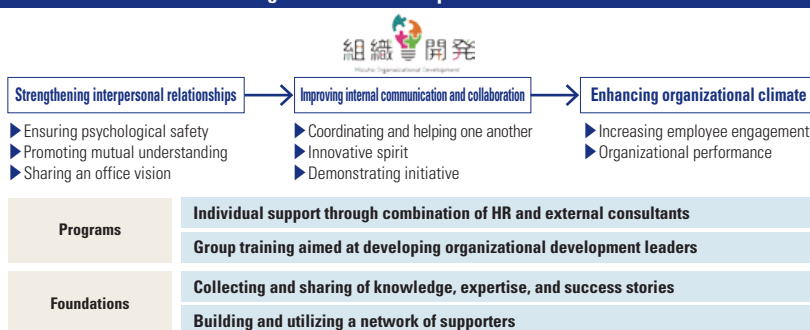 組織開発
Mizuho Organizational Development
Strengthening interpersonal relationships
Improving internal communication and collaboration
Enhancing organizational climate
▶Ensuring psychological safety
▶Promoting mutual understanding
▶Sharing an office vision
▶Coordinating and helping one another
▶Innovative spirit
▶Demonstrating initiative
▶Increasing employee engagement
▶Organizational performance
Programs
Individual support through combination of HR and external consultants
Group training aimed at developing organizational development leaders
Foundations
Collecting and sharing of knowledge, expertise, and success stories
Building and utilizing a network of supporters